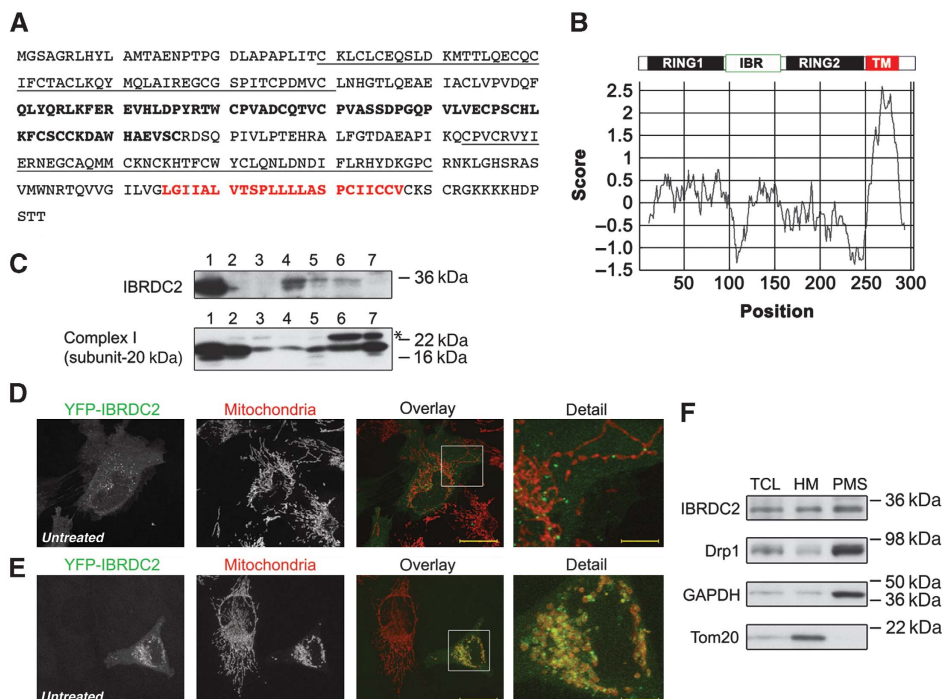 A
MGSAGRLHYL AMTAENPTPG DLAPAPLITC KLCLCEQSLD KMTTLQECQC
IFCTACLKQY MQLAIREGCG SPITCPDMVC LNHGTLQEAE IACLVPVDQF
QLYQRLKFER EVHLDPYRTW CPVADCQTVC PVASSDPGQP VLVECPSCHL
KFCSCCKDAW HAEVSCRDSQ PIVLPTEHRA LFGTDAEAPI KQCPVCRVYI
ERNEGCAQMM CKNCKHTFCW YCLQNLDNDI FLRHYDKGPC RNKLGHSRAS
VMWNRTQVVG ILVGLGIIAL VTSPLLLLAS PCIICCVCKS CRGKKKKHDP
STT
B
RING1 IBR RING2 TM
2.5
2
1.5
1
0.5
0
−0.5
−1.0
−1.5
Score
50 100 150 200 250 300
Position
C
1 2 3 4 5 6 7
IBRDC2
36 kDa
1 2 3 4 5 6 7
Complex I
(subunit-20 kDa)
*
22 kDa
16 kDa
D
YFP-IBRDC2 Mitochondria Overlay Detail
Untreated
E
YFP-IBRDC2 Mitochondria Overlay Detail
Untreated
F
TCL HM PMS
IBRDC2
36 kDa
Drp1
98 kDa
GAPDH
50 kDa
36 kDa
Tom20
22 kDa